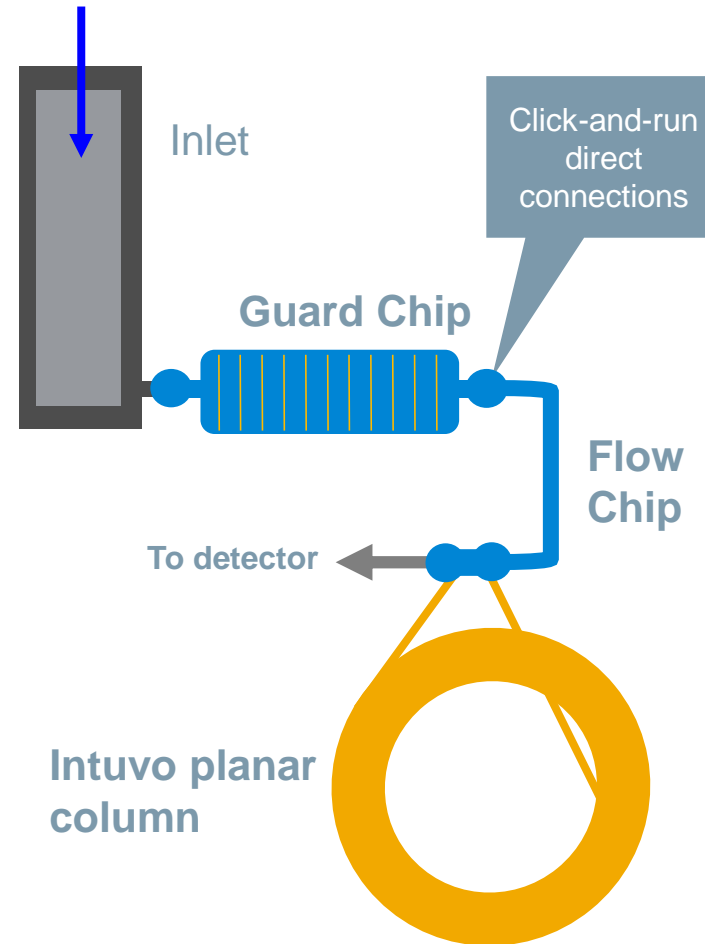 Inlet
Click-and-run
direct
connections
Guard Chip
Flow
Chip
To detector
Intuvo planar
column